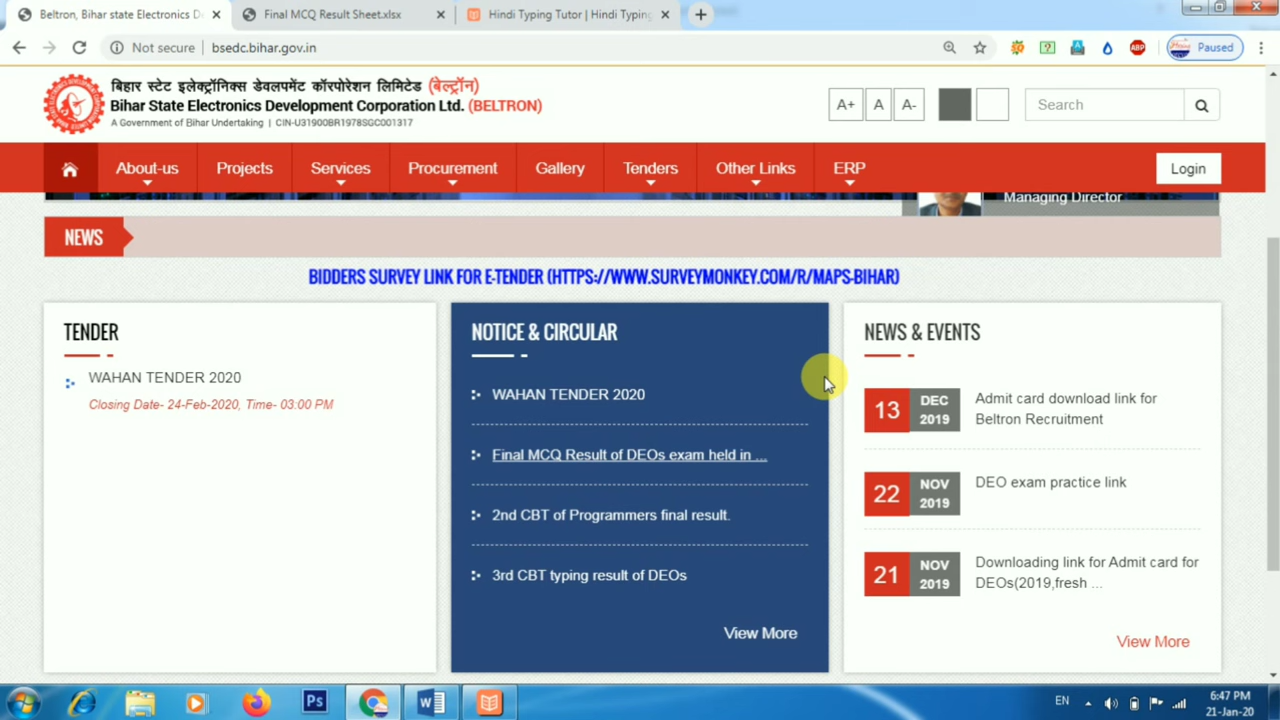 Beltron, Bihar state Electronics D
Final MCQ Result Sheet.xlsx
Hindi Typing Tutor | Hindi Typing
Not secure
bsedc.bihar.gov.in
ABP
Paused
बिहार स्टेट इलेक्ट्रॉनिक्स डेवलपमेंट कॉरपोरेशन लिमिटेड (बेल्ट्रॉन)
Bihar State Electronics Development Corporation Ltd. (BELTRON)
A Government of Bihar Undertaking | CIN-U31900BR1978SGC001317
A+ A A-
Search
About-us Projects Services Procurement Gallery Tenders Other Links ERP Login
Managing Director
NEWS
BIDDERS SURVEY LINK FOR E-TENDER (HTTPS://WWW.SURVEYMONKEY.COM/R/MAPS-BIHAR)
TENDER
WAHAN TENDER 2020
Closing Date- 24-Feb-2020, Time- 03:00 PM
NOTICE & CIRCULAR
WAHAN TENDER 2020
Final MCQ Result of DEOs exam held in ...
2nd CBT of Programmers final result.
3rd CBT typing result of DEOs
View More
NEWS & EVENTS
13 DEC 2019
Admit card download link for
Beltron Recruitment
22 NOV 2019
DEO exam practice link
21 NOV 2019
Downloading link for Admit card for
DEOs(2019,fresh ...
View More
Ps
EN
6:47 PM
21-Jan-20